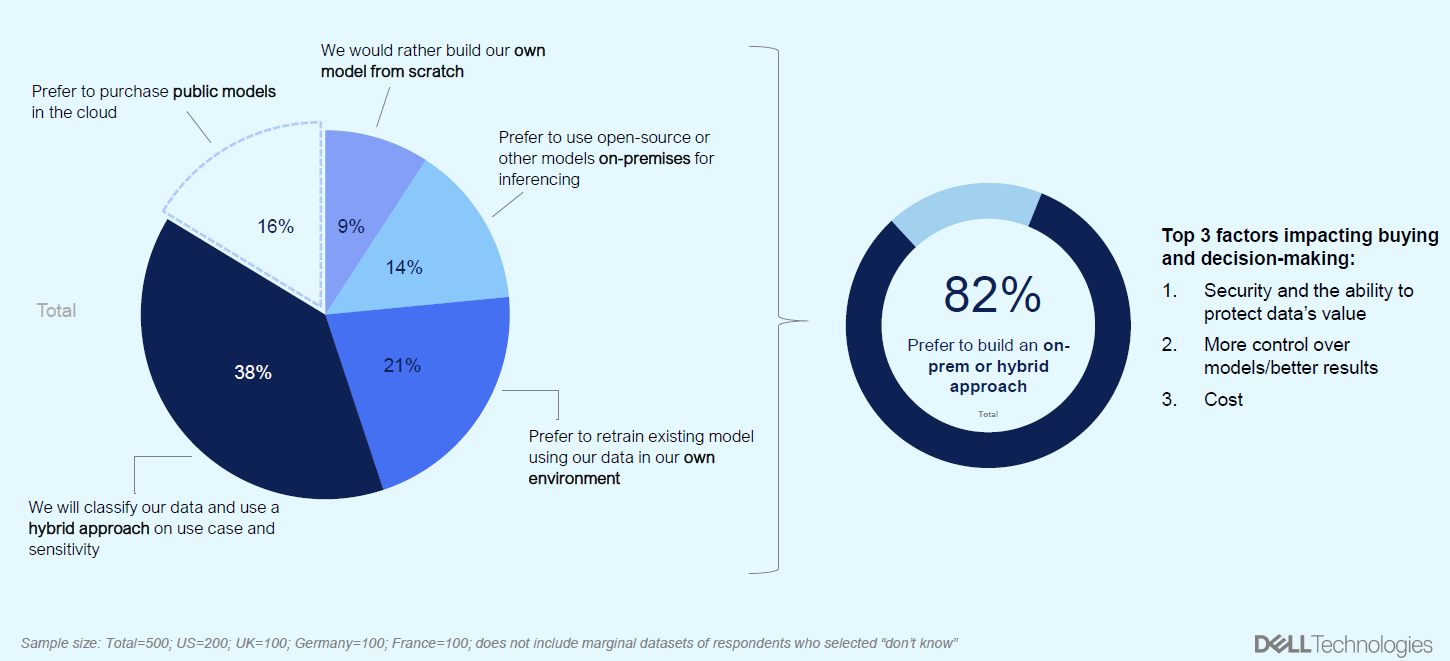 We would rather build our own
model from scratch
Prefer to purchase public models
in the cloud
Prefer to use open-source or
other models on-premises for
inferencing
16%
9%
14%
Total
38%
21%
Prefer to retrain existing model
using our data in our own
environment
We will classify our data and use a
hybrid approach on use case and
sensitivity
82%
Prefer to build an on-
prem or hybrid
approach
Total
Top 3 factors impacting buying
and decision-making:
1. Security and the ability to
protect data’s value
2. More control over
models/better results
3. Cost
Sample size: Total=500; US=200; UK=100; Germany=100; France=100; does not include marginal datasets of respondents who selected “don’t know”
DELLTechnologies